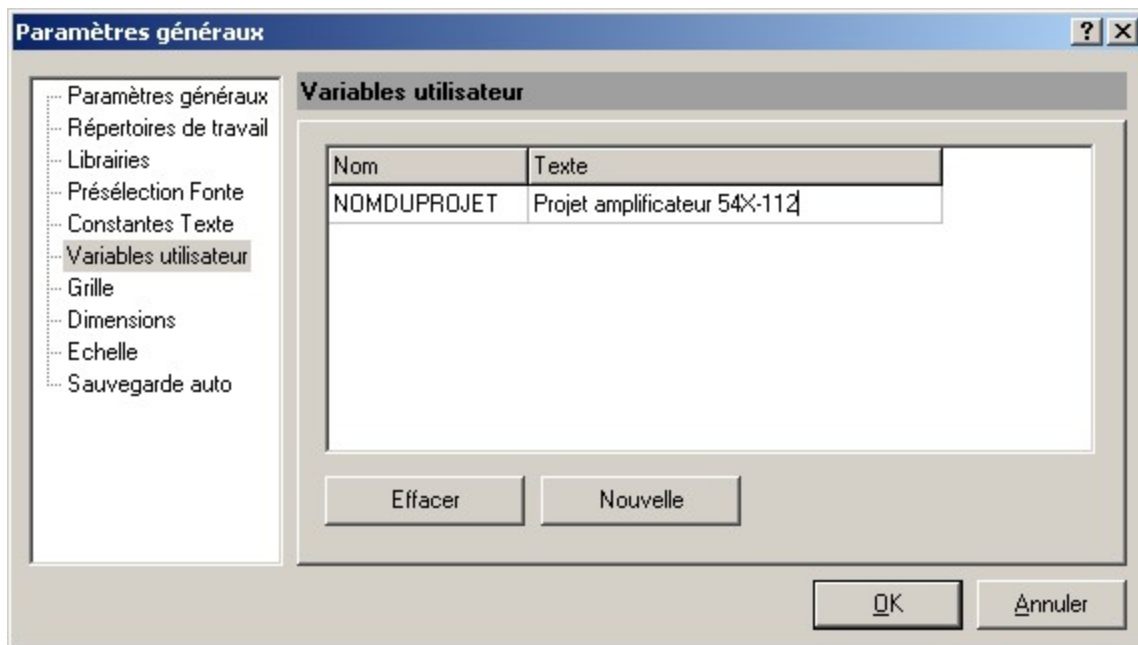 Paramètres généraux
Paramètres généraux
Répertoires de travail
Librairies
Présélection Fonte
Constantes Texte
Variables utilisateur
Grille
Dimensions
Echelle
Sauvegarde auto
Variables utilisateur
Nom Texte
NOMDUPROJET Projet amplificateur 54X-112
Effacer Nouvelle
OK Annuler